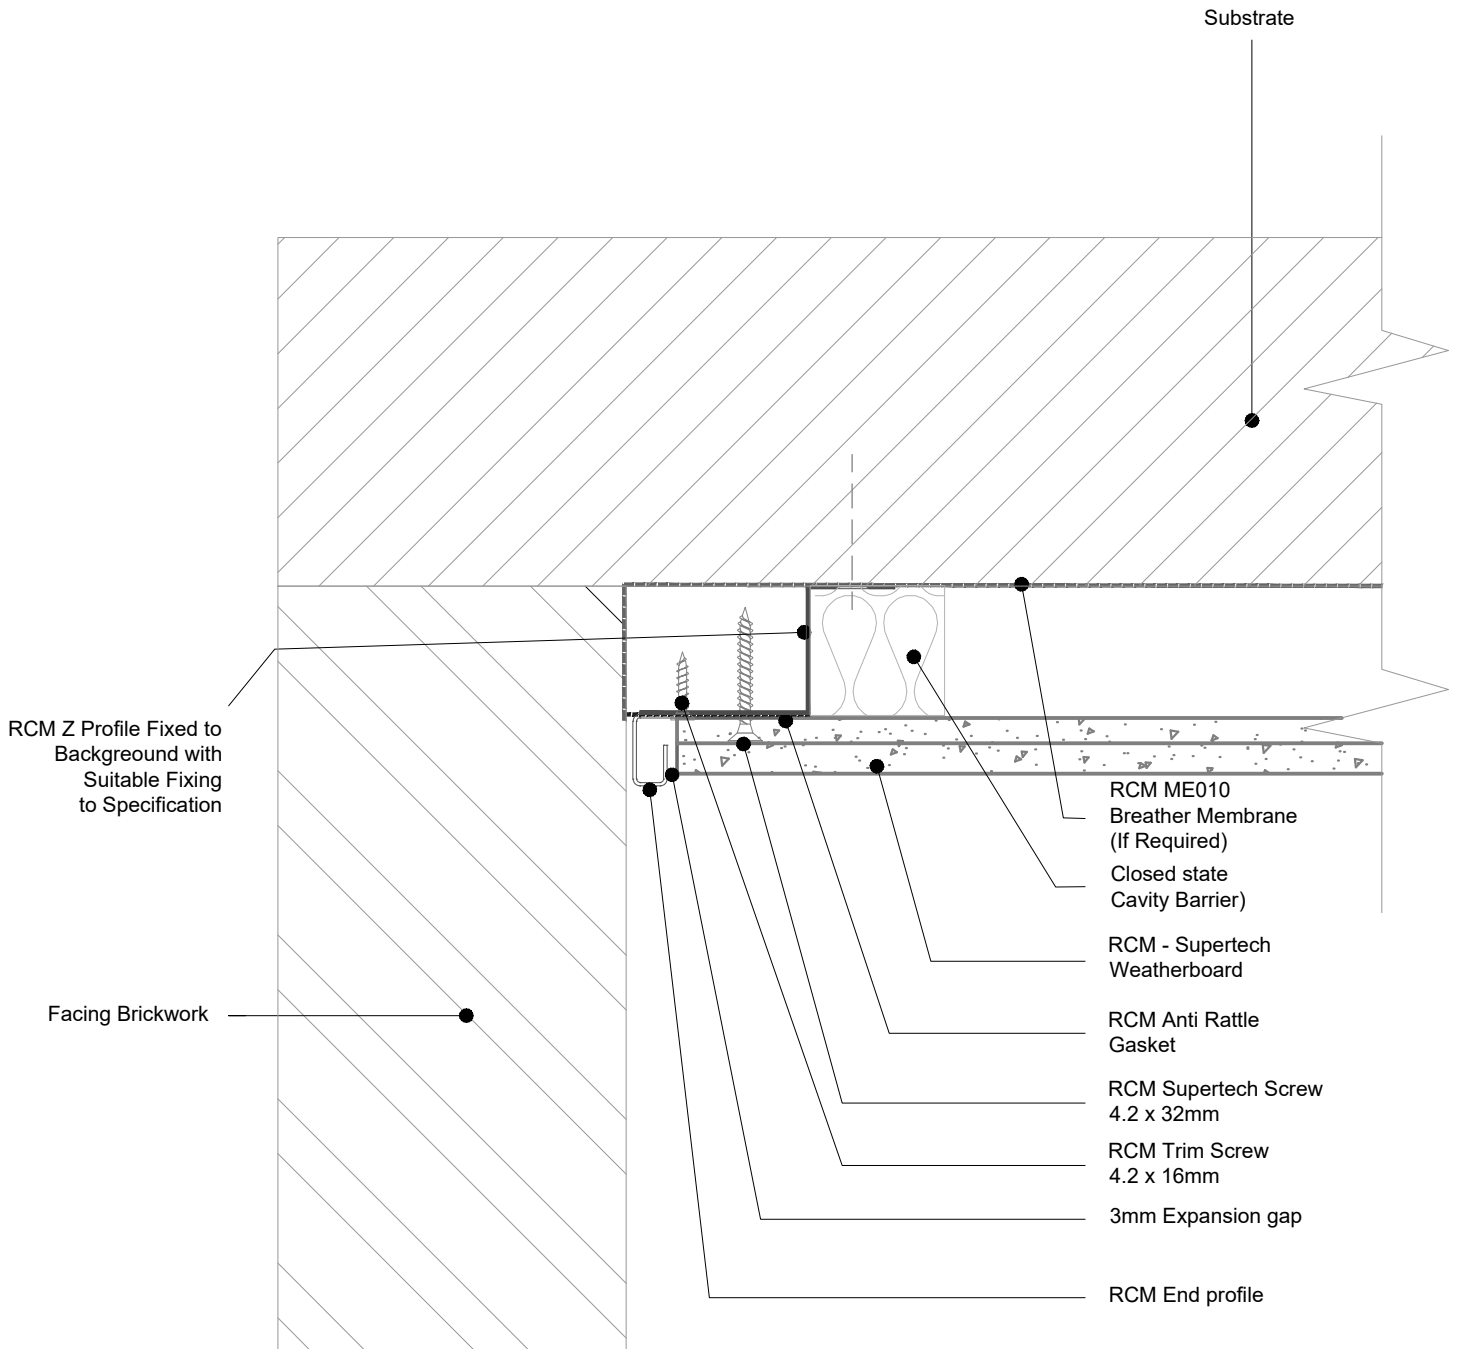 Substrate
RCM Z Profile Fixed to
Background with
Suitable Fixing
to Specification
Facing Brickwork
RCM ME010
Breather Membrane
(If Required)
Closed state
Cavity Barrier)
RCM - Supertech
Weatherboard
RCM Anti Rattle
Gasket
RCM Supertech Screw
4.2 x 32mm
RCM Trim Screw
4.2 x 16mm
3mm Expansion gap
RCM End profile